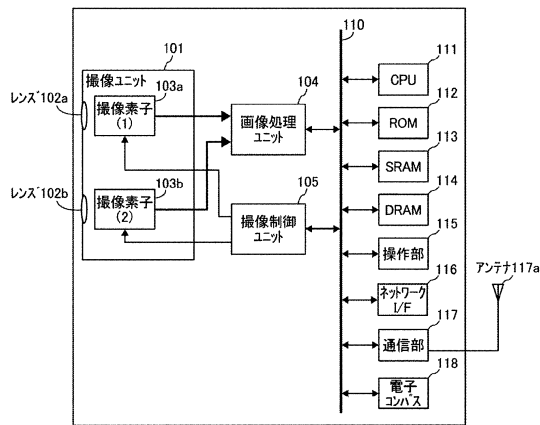 110
101
撮像ユニット
103a
レンズ102a
撮像素子
(1)
104
画像処理
ユニット
103b
レンズ102b
撮像素子
(2)
105
撮像制御
ユニット
111
CPU
112
ROM
113
SRAM
114
DRAM
115
操作部
116
ネットワーク
I/F
アンテナ117a
117
通信部
118
電子
コンパス